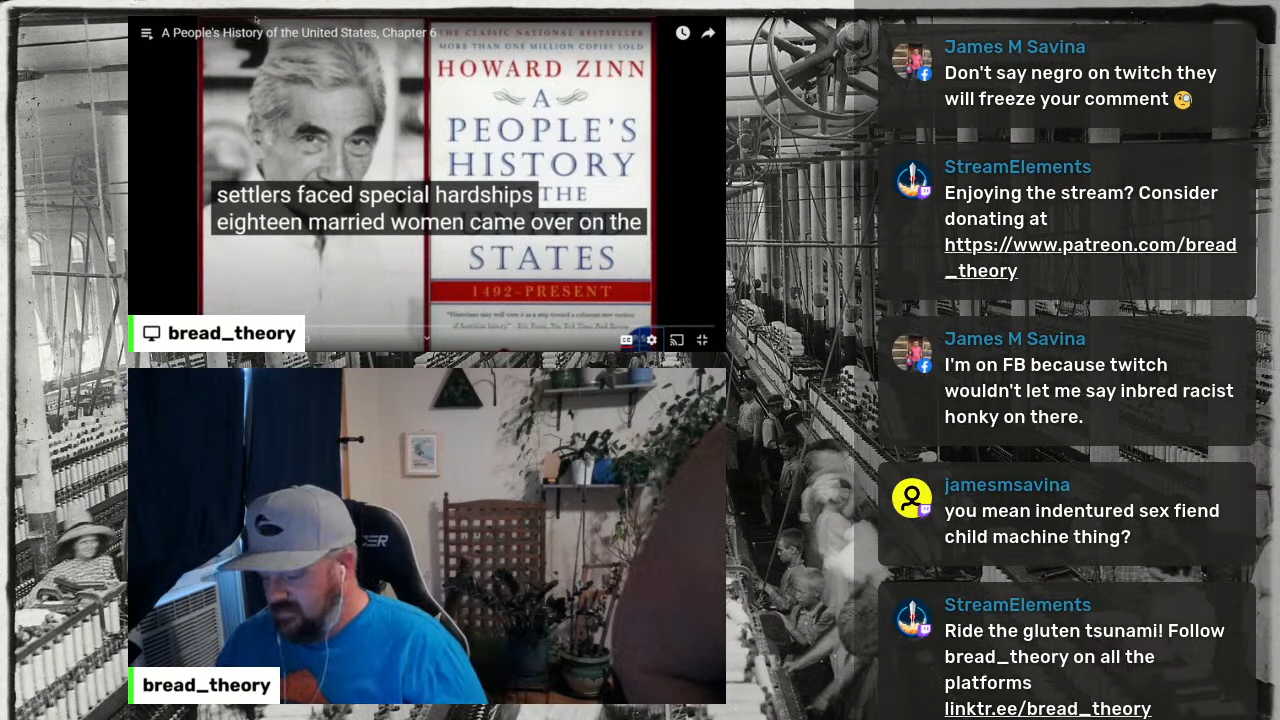 A People's History of the United States, Chapter 6
THE CLASSIC NATIONAL BESTSELLER
MORE THAN ONE MILLION COPIES SOLD
HOWARD ZINN
A
PEOPLE'S
HISTORY
THE
STATES
1492–PRESENT
settlers faced special hardships
eighteen married women came over on the
CC
bread_theory
bread_theory
James M Savina
Don't say negro on twitch they
will freeze your comment 🧐
StreamElements
Enjoying the stream? Consider
donating at
https://www.patreon.com/bread
_theory
James M Savina
I'm on FB because twitch
wouldn't let me say inbred racist
honky on there.
jamesmsavina
you mean indentured sex fiend
child machine thing?
StreamElements
Ride the gluten tsunami! Follow
bread_theory on all the
platforms
linktr.ee/bread_theory